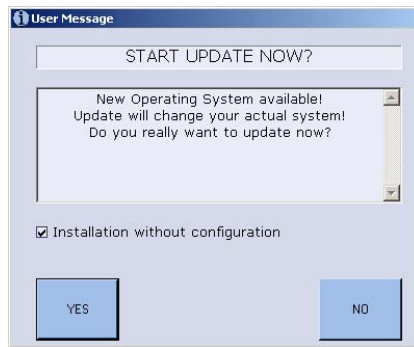 User Message
START UPDATE NOW?
New Operating System available!
Update will change your actual system!
Do you really want to update now?
Installation without configuration
YES
NO